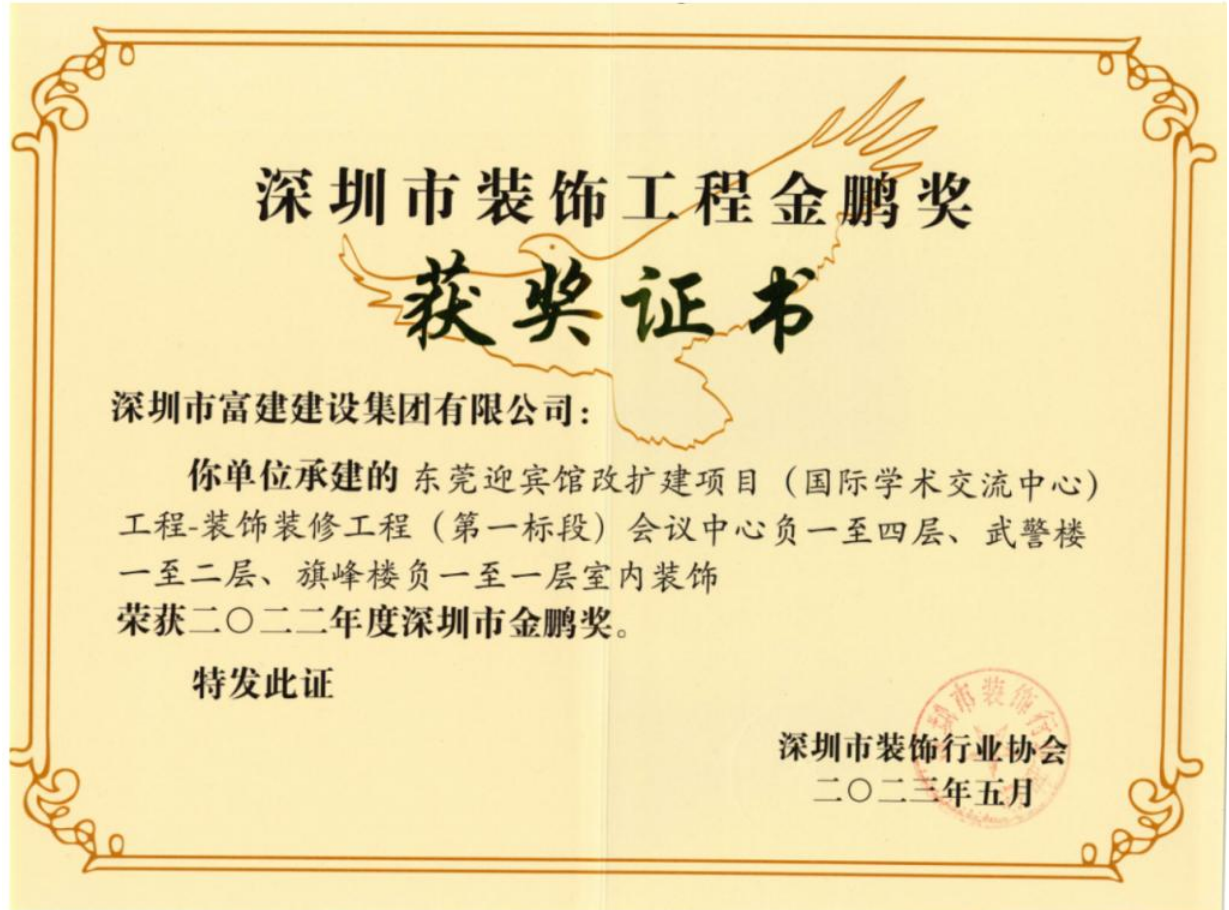 深圳市装饰工程金鹏奖
获奖证书
深圳市富建建设集团有限公司：
你单位承建的 东莞迎宾馆改扩建项目（国际学术交流中心）
工程-装饰装修工程（第一标段）会议中心负一至四层、武警楼
一至二层、旗峰楼负一至一层室内装饰
荣获二〇二二年度深圳市金鹏奖。
特发此证
深圳市装饰行业协会
二〇二三年五月